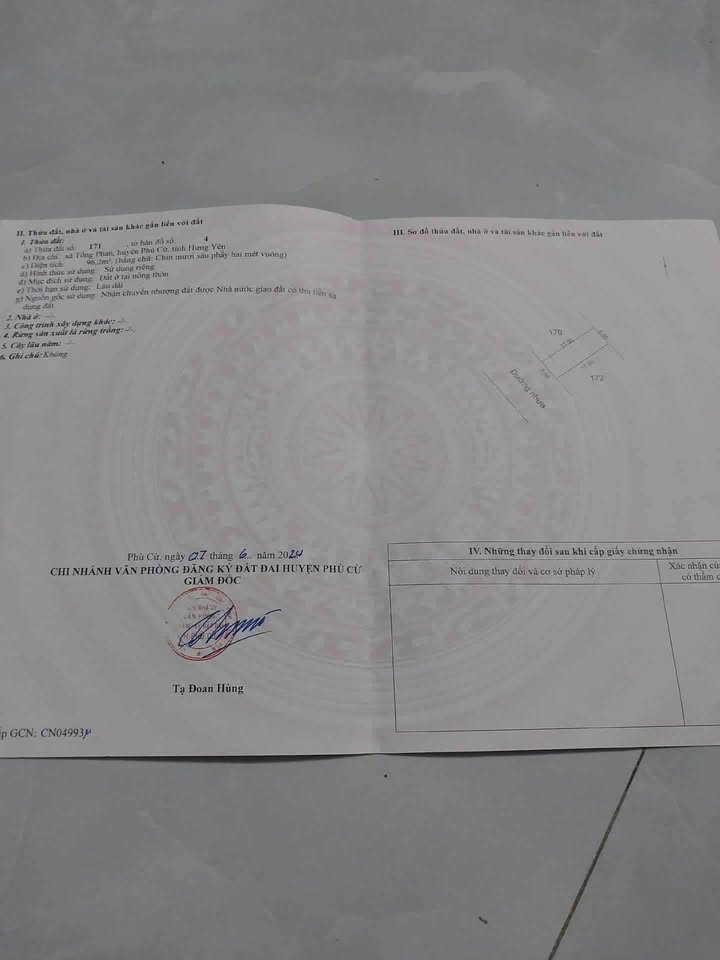 II. Thửa đất, nhà ở và tài sản khác gắn liền với đất
1. Thửa đất:
a) Thửa đất số: 171 , tờ bản đồ số: 4
b) Địa chỉ: xã Tống Phan, huyện Phù Cừ, tỉnh Hưng Yên
c) Diện tích: 96,2m², (bằng chữ: Chín mươi sáu phẩy hai mét vuông)
d) Hình thức sử dụng: Sử dụng riêng
đ) Mục đích sử dụng: Đất ở tại nông thôn
e) Thời hạn sử dụng: Lâu dài
g) Nguồn gốc sử dụng: Nhận chuyển nhượng đất được Nhà nước giao đất có thu tiền sử
dụng đất
2. Nhà ở: -/-
3. Công trình xây dựng khác: -/-
4. Rừng sản xuất là rừng trồng: -/-
5. Cây lâu năm: -/-
6. Ghi chú: Không
Phù Cừ, ngày 07 tháng 6.. năm 2024
CHI NHÁNH VĂN PHÒNG ĐĂNG KÝ ĐẤT ĐAI HUYỆN PHÙ CỪ
GIÁM ĐỐC
Tạ Đoan Hùng
ấp GCN: CN04993
III. Sơ đồ thửa đất, nhà ở và tài sản khác gắn liền với đất
170
172
Đường nhựa
IV. Những thay đổi sau khi cấp giấy chứng nhận
Nội dung thay đổi và cơ sở pháp lý
Xác nhận củ
có thẩm q